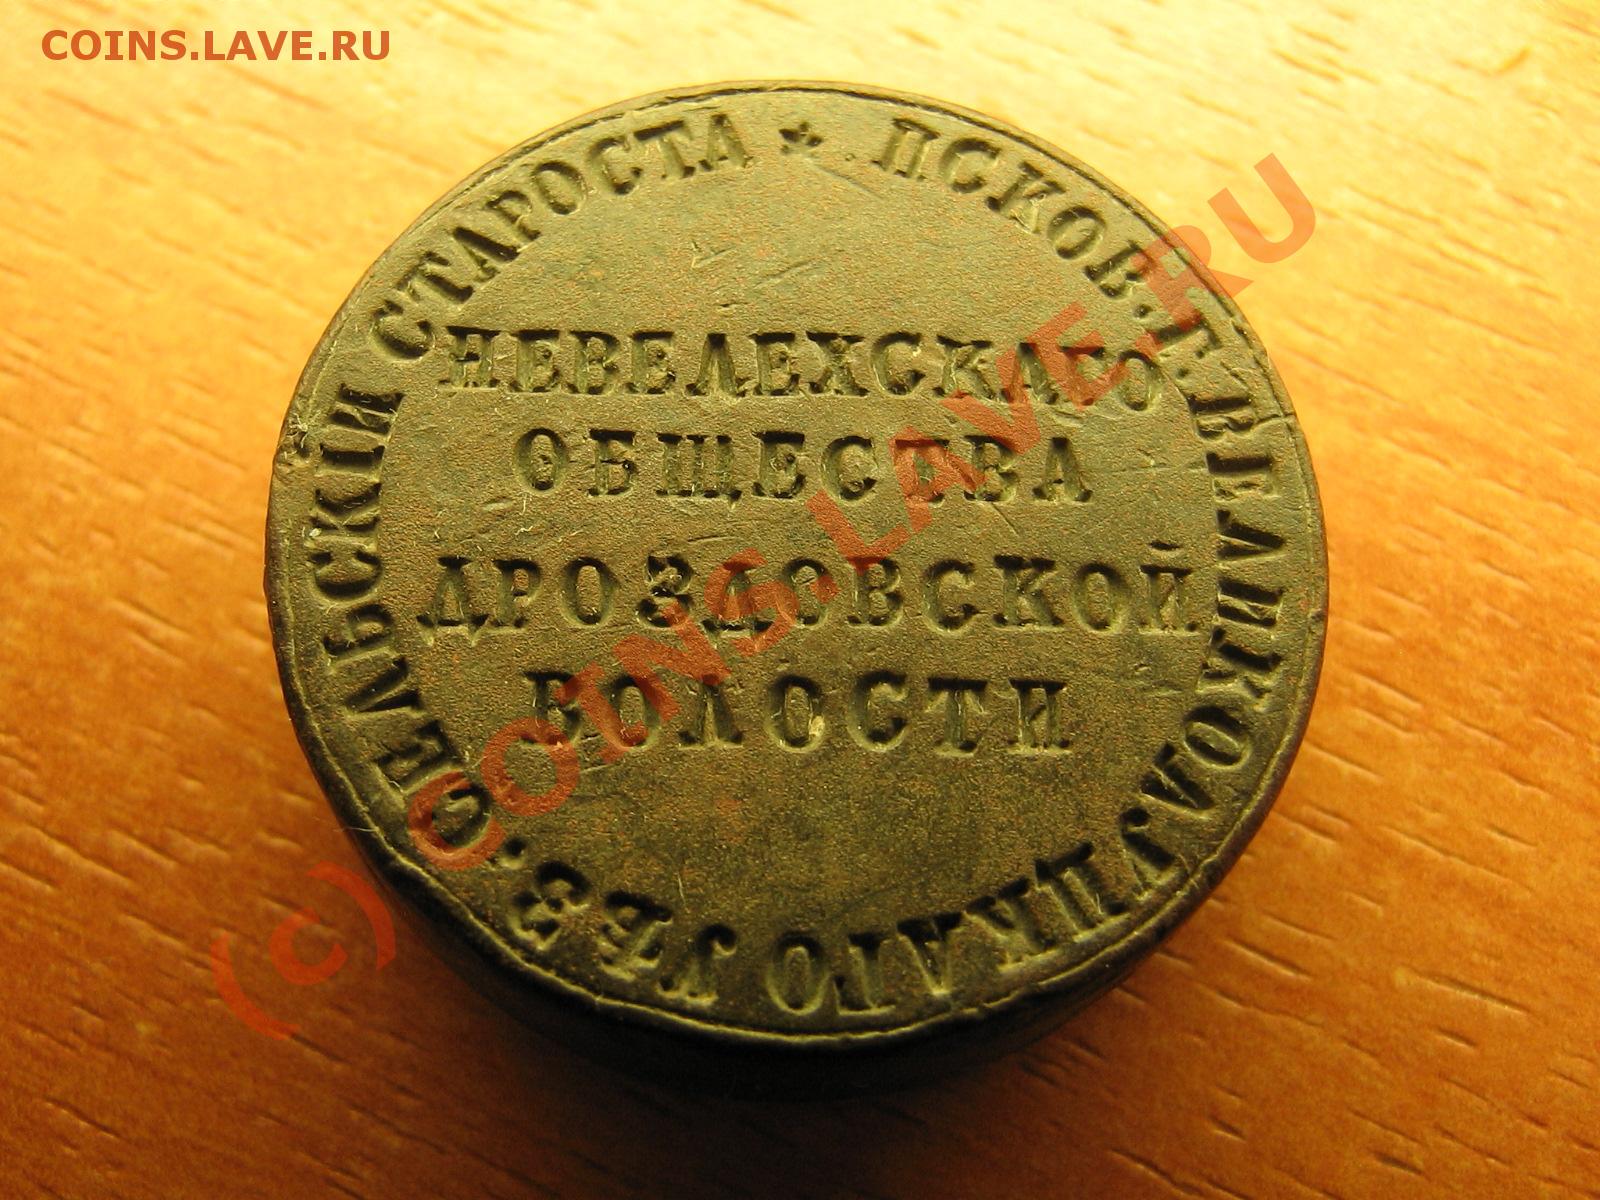 COINS.LAVE.RU
ПСКОВ. Г. ВЕЛИКОЛУЦКАГО УѢЗ. СЕЛЬСКІЙ СТАРОСТА
НЕВЕЛЕХСКАГО
ОБЩЕСТВА
ДРОЗДОВСКОЙ
ВОЛОСТИ
(c) COINS.LAVE.RU